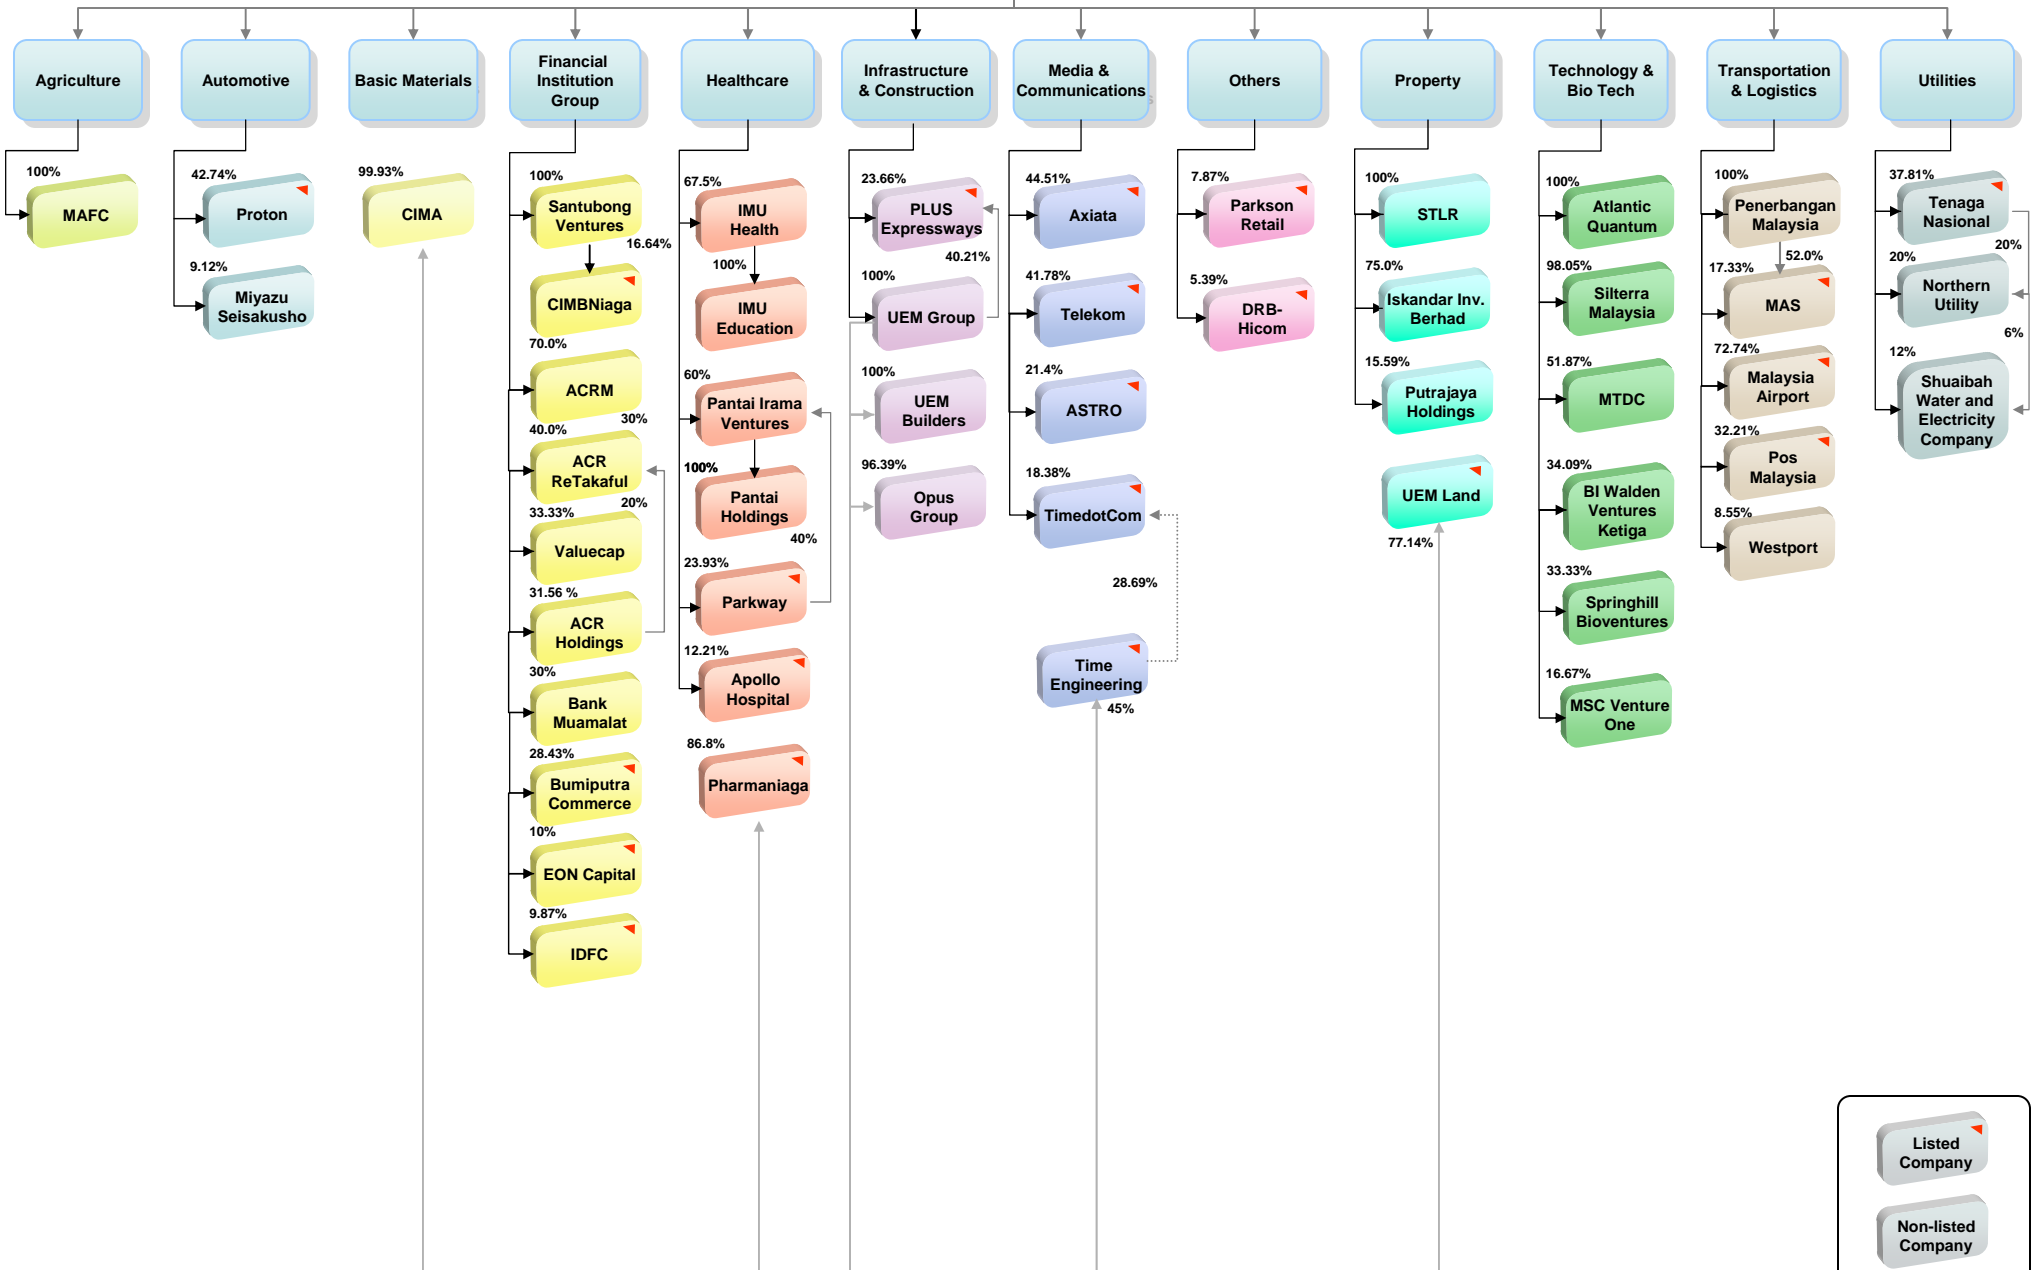 Agriculture
Automotive
Basic Materials
Financial
Institution
Group
Healthcare
Infrastructure
& Construction
Media &
Communications
Others
Property
Technology &
Bio Tech
Transportation
& Logistics
Utilities
100%
MAFC
42.74%
Proton
9.12%
Miyazu
Seisakusho
99.93%
CIMA
100%
Santubong
Ventures
16.64%
CIMBNiaga
70.0%
ACRM
30%
40.0%
ACR
ReTakaful
20%
33.33%
Valuecap
31.56 %
ACR
Holdings
30%
Bank
Muamalat
28.43%
Bumiputra
Commerce
10%
EON Capital
9.87%
IDFC
67.5%
IMU
Health
100%
IMU
Education
60%
Pantai Irama
Ventures
100%
Pantai
Holdings
40%
23.93%
Parkway
12.21%
Apollo
Hospital
86.8%
Pharmaniaga
23.66%
PLUS
Expressways
40.21%
100%
UEM Group
100%
UEM
Builders
96.39%
Opus
Group
44.51%
Axiata
41.78%
Telekom
21.4%
ASTRO
18.38%
TimedotCom
28.69%
Time
Engineering
45%
7.87%
Parkson
Retail
5.39%
DRB-
Hicom
100%
STLR
75.0%
Iskandar Inv.
Berhad
15.59%
Putrajaya
Holdings
UEM Land
77.14%
100%
Atlantic
Quantum
98.05%
Silterra
Malaysia
51.87%
MTDC
34.09%
BI Walden
Ventures
Ketiga
33.33%
Springhill
Bioventures
16.67%
MSC Venture
One
100%
Penerbangan
Malaysia
52.0%
17.33%
MAS
72.74%
Malaysia
Airport
32.21%
Pos
Malaysia
8.55%
Westport
37.81%
Tenaga
Nasional
20%
20%
Northern
Utility
6%
12%
Shuaibah
Water and
Electricity
Company
Listed
Company
Non-listed
Company